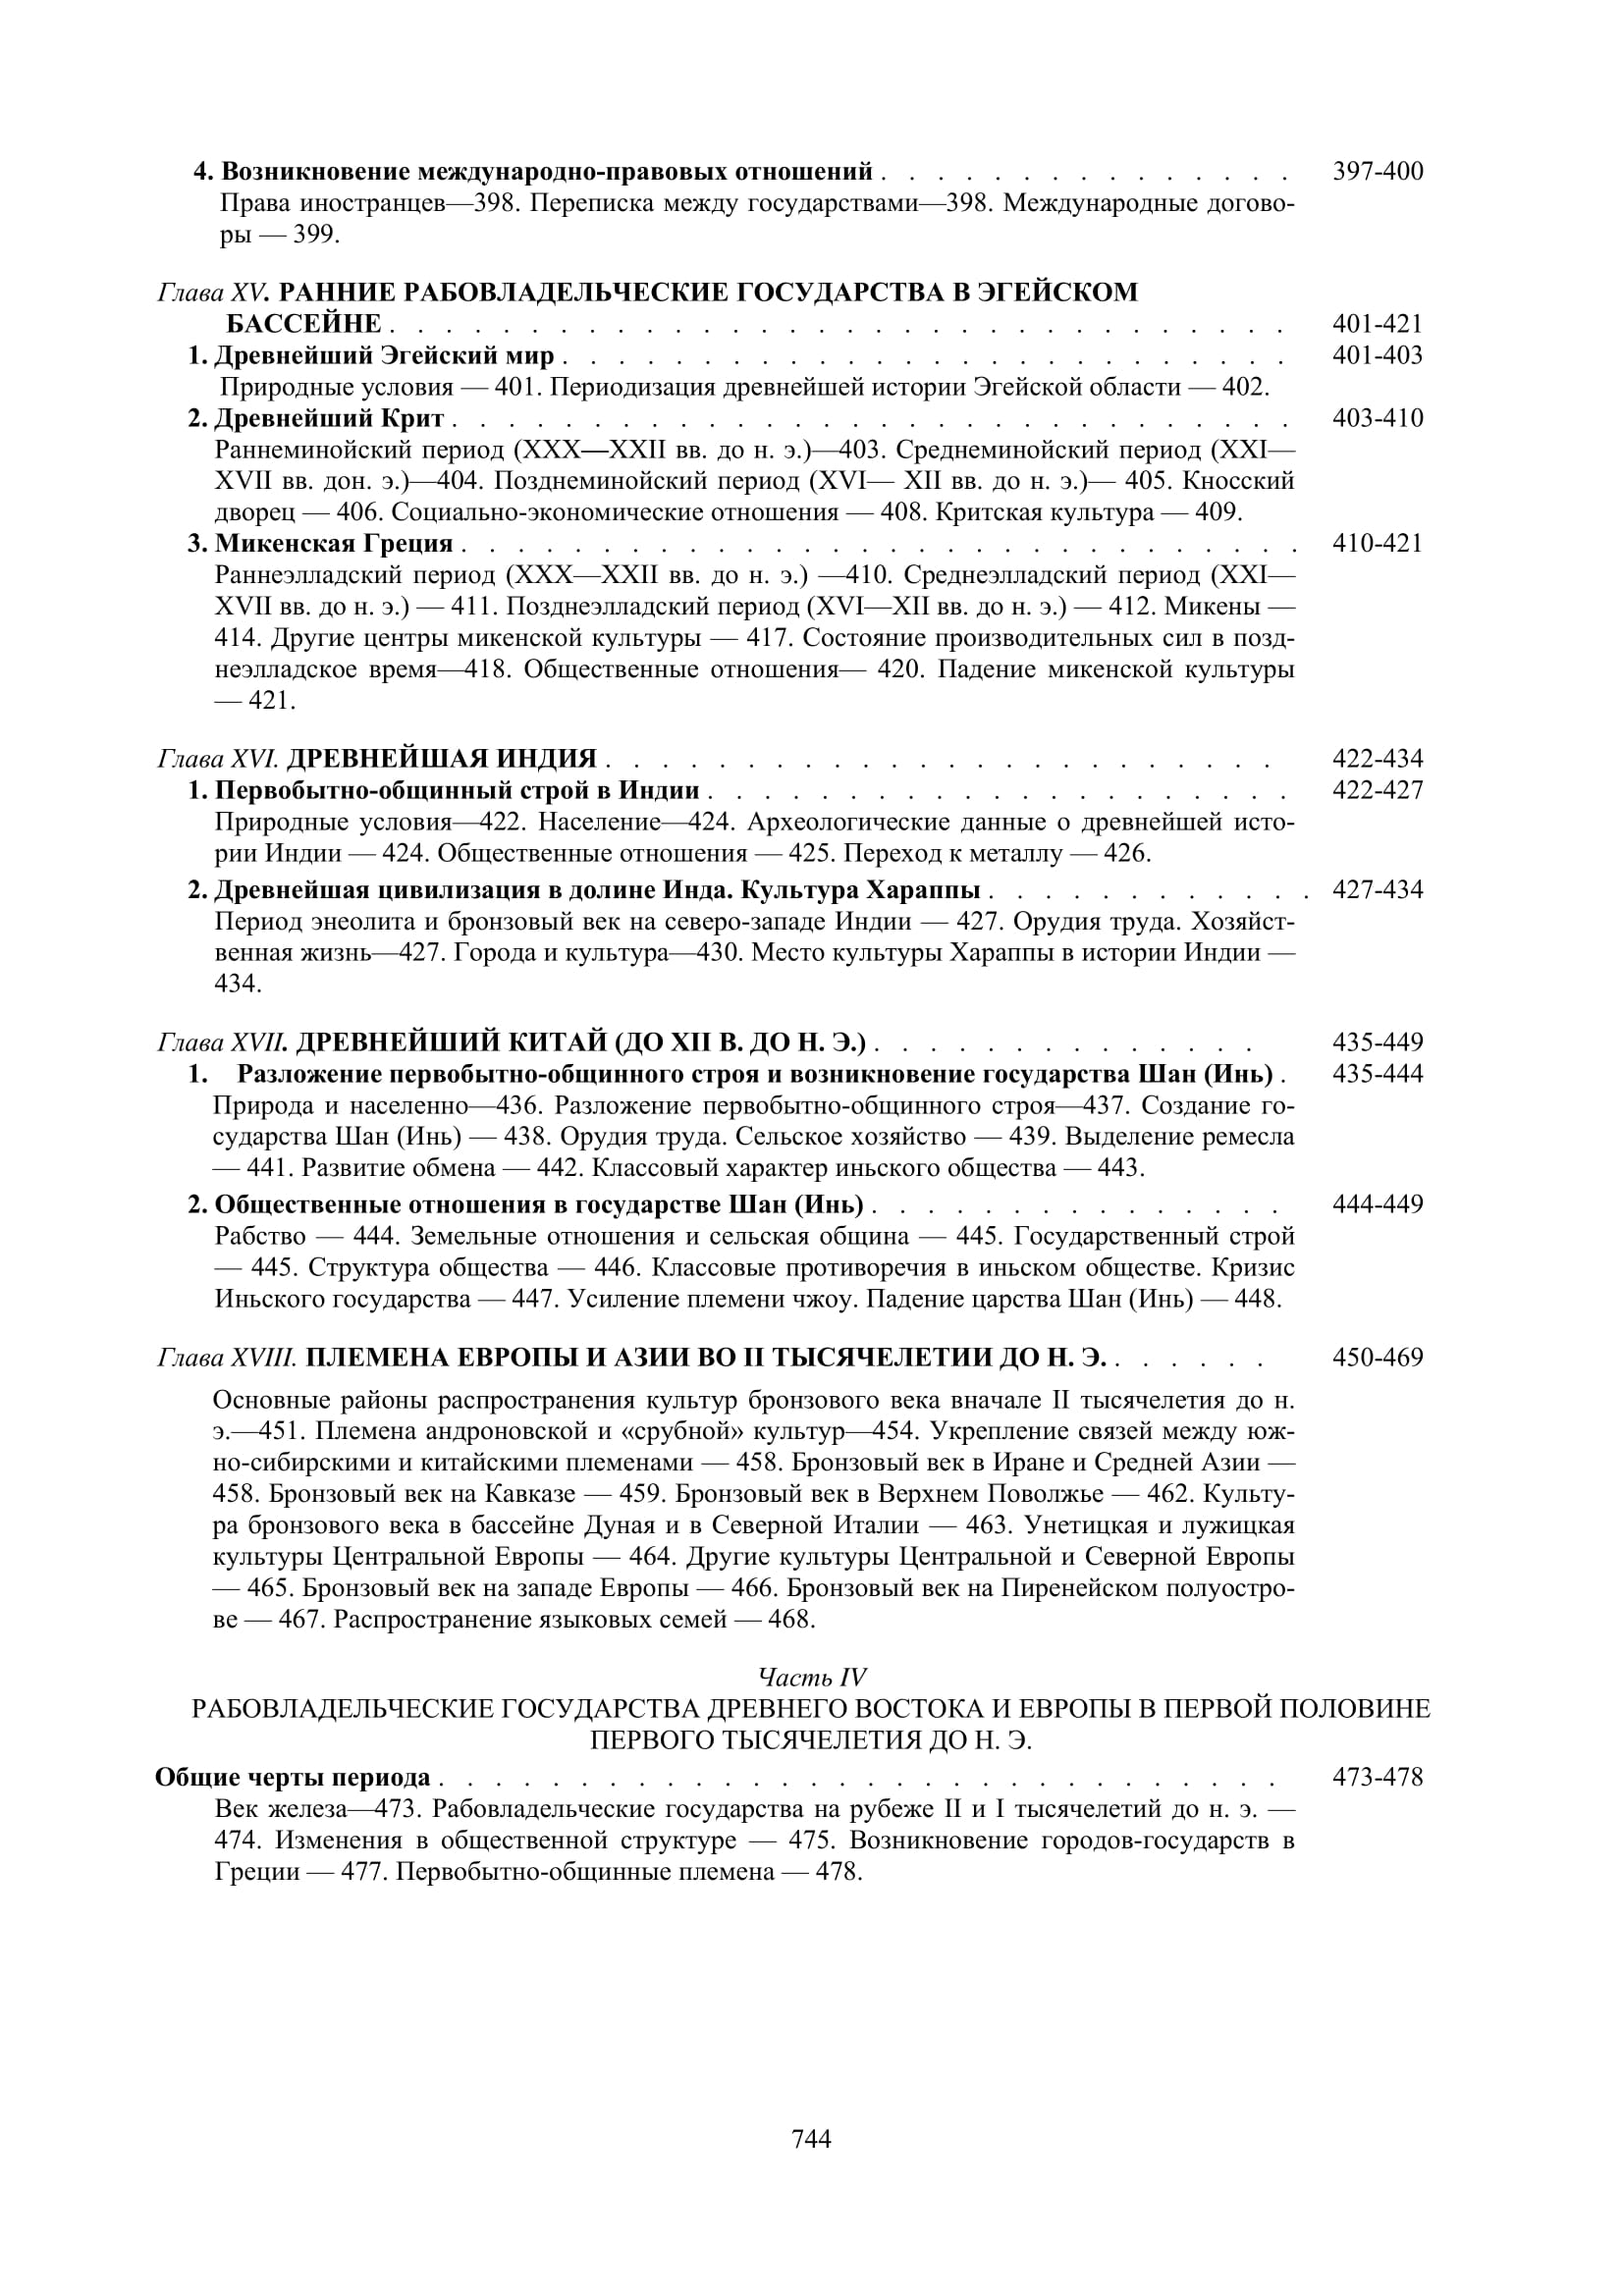 4. Возникновение международно-правовых отношений . . . . . . . . . . . . . . . 397-400
Права иностранцев—398. Переписка между государствами—398. Международные догово-
ры — 399.
Глава XV. РАННИЕ РАБОВЛАДЕЛЬЧЕСКИЕ ГОСУДАРСТВА В ЭГЕЙСКОМ
БАССЕЙНЕ . . . . . . . . . . . . . . . . . . . . . . . . . . . . . . . . 401-421
1. Древнейший Эгейский мир . . . . . . . . . . . . . . . . . . . . . . . . . . 401-403
Природные условия — 401. Периодизация древнейшей истории Эгейской области — 402.
2. Древнейший Крит . . . . . . . . . . . . . . . . . . . . . . . . . . . . . . 403-410
Раннеминойский период (XXX—XXII вв. до н. э.)—403. Среднеминойский период (XXI—
XVII вв. дон. э.)—404. Позднеминойский период (XVI— XII вв. до н. э.)— 405. Кносский
дворец — 406. Социально-экономические отношения — 408. Критская культура — 409.
3. Микенская Греция . . . . . . . . . . . . . . . . . . . . . . . . . . . . . . 410-421
Раннеэлладский период (XXX—XXII вв. до н. э.) —410. Среднеэлладский период (XXI—
XVII вв. до н. э.) — 411. Позднеэлладский период (XVI—XII вв. до н. э.) — 412. Микены —
414. Другие центры микенской культуры — 417. Состояние производительных сил в позд-
неэлладское время—418. Общественные отношения— 420. Падение микенской культуры
— 421.
Глава XVI. ДРЕВНЕЙШАЯ ИНДИЯ . . . . . . . . . . . . . . . . . . . . . . . . 422-434
1. Первобытно-общинный строй в Индии . . . . . . . . . . . . . . . . . . . . . 422-427
Природные условия—422. Население—424. Археологические данные о древнейшей исто-
рии Индии — 424. Общественные отношения — 425. Переход к металлу — 426.
2. Древнейшая цивилизация в долине Инда. Культура Хараппы . . . . . . . . . . . . 427-434
Период энеолита и бронзовый век на северо-западе Индии — 427. Орудия труда. Хозяйст-
венная жизнь—427. Города и культура—430. Место культуры Хараппы в истории Индии —
434.
Глава XVII. ДРЕВНЕЙШИЙ КИТАЙ (ДО XII В. ДО Н. Э.) . . . . . . . . . . . . . . 435-449
1. Разложение первобытно-общинного строя и возникновение государства Шан (Инь) . 435-444
Природа и населенно—436. Разложение первобытно-общинного строя—437. Создание го-
сударства Шан (Инь) — 438. Орудия труда. Сельское хозяйство — 439. Выделение ремесла
— 441. Развитие обмена — 442. Классовый характер иньского общества — 443.
2. Общественные отношения в государстве Шан (Инь) . . . . . . . . . . . . . . . 444-449
Рабство — 444. Земельные отношения и сельская община — 445. Государственный строй
— 445. Структура общества — 446. Классовые противоречия в иньском обществе. Кризис
Иньского государства — 447. Усиление племени чжоу. Падение царства Шан (Инь) — 448.
Глава XVIII. ПЛЕМЕНА ЕВРОПЫ И АЗИИ ВО II ТЫСЯЧЕЛЕТИИ ДО Н. Э. . . . . . . 450-469
Основные районы распространения культур бронзового века вначале II тысячелетия до н.
э.—451. Племена андроновской и «срубной» культур—454. Укрепление связей между юж-
но-сибирскими и китайскими племенами — 458. Бронзовый век в Иране и Средней Азии —
458. Бронзовый век на Кавказе — 459. Бронзовый век в Верхнем Поволжье — 462. Культу-
ра бронзового века в бассейне Дуная и в Северной Италии — 463. Унетицкая и лужицкая
культуры Центральной Европы — 464. Другие культуры Центральной и Северной Европы
— 465. Бронзовый век на западе Европы — 466. Бронзовый век на Пиренейском полуостро-
ве — 467. Распространение языковых семей — 468.
Часть IV
РАБОВЛАДЕЛЬЧЕСКИЕ ГОСУДАРСТВА ДРЕВНЕГО ВОСТОКА И ЕВРОПЫ В ПЕРВОЙ ПОЛОВИНЕ
ПЕРВОГО ТЫСЯЧЕЛЕТИЯ ДО Н. Э.
Общие черты периода . . . . . . . . . . . . . . . . . . . . . . . . . . . . . . 473-478
Век железа—473. Рабовладельческие государства на рубеже II и I тысячелетий до н. э. —
474. Изменения в общественной структуре — 475. Возникновение городов-государств в
Греции — 477. Первобытно-общинные племена — 478.
744